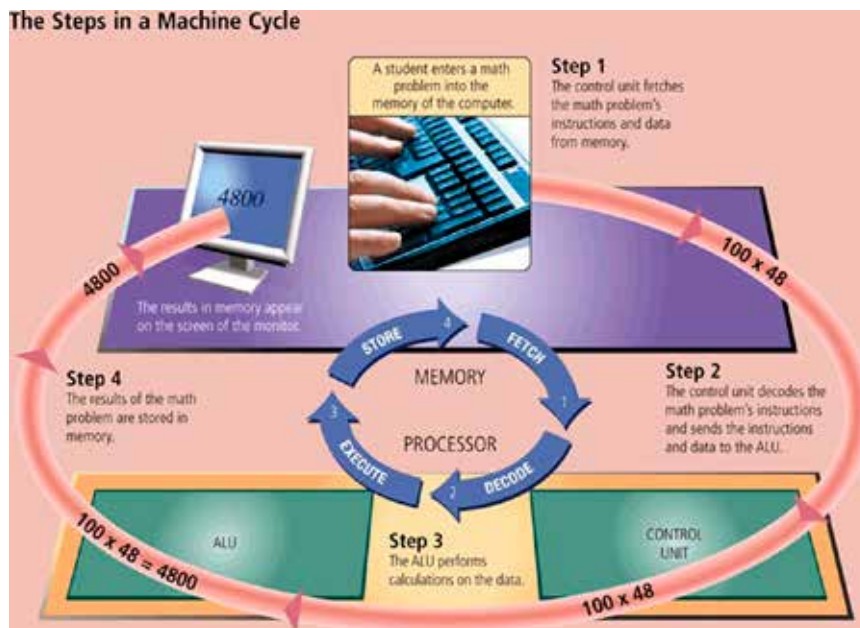 The Steps in a Machine Cycle
A student enters a math
problem into the
memory of the computer.
Step 1
The control unit fetches
the math problem's
instructions and data
from memory.
4800
100 x 48
4800
The results in memory appear
on the screen of the monitor.
STORE
4
FETCH
1
MEMORY
Step 4
The results of the math
problem are stored in
memory.
Step 2
The control unit decodes the
math problem's instructions
and sends the instructions
and data to the ALU.
3
EXECUTE
PROCESSOR
2
DECODE
ALU
Step 3
The ALU performs
calculations on the data.
CONTROL
UNIT
100 x 48 = 4800
100 x 48